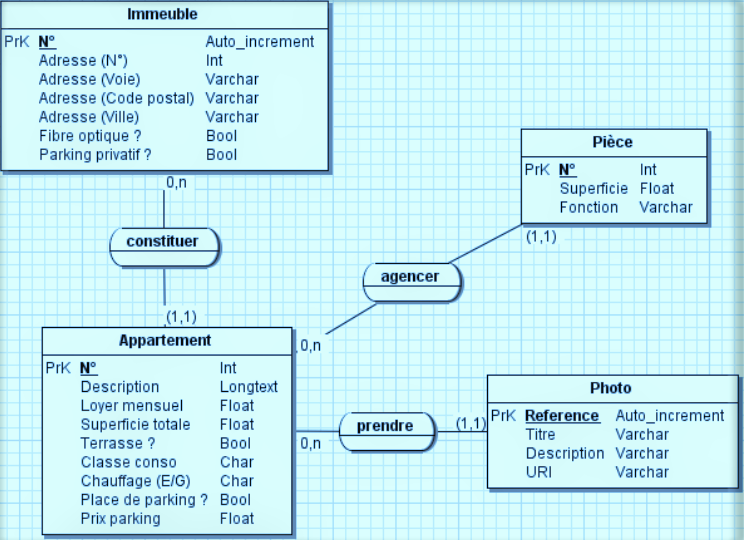 Immeuble
PrK N° Auto_increment
Adresse (N°) Int
Adresse (Voie) Varchar
Adresse (Code postal) Varchar
Adresse (Ville) Varchar
Fibre optique ? Bool
Parking privatif ? Bool
0,n
constituer
(1,1)
Pièce
PrK N° Int
Superficie Float
Fonction Varchar
(1,1)
agencer
0,n
Appartement
PrK N° Int
Description Longtext
Loyer mensuel Float
Superficie totale Float
Terrasse ? Bool
Classe conso Char
Chauffage (E/G) Char
Place de parking ? Bool
Prix parking Float
0,n
prendre
(1,1)
Photo
PrK Reference Auto_increment
Titre Varchar
Description Varchar
URI Varchar